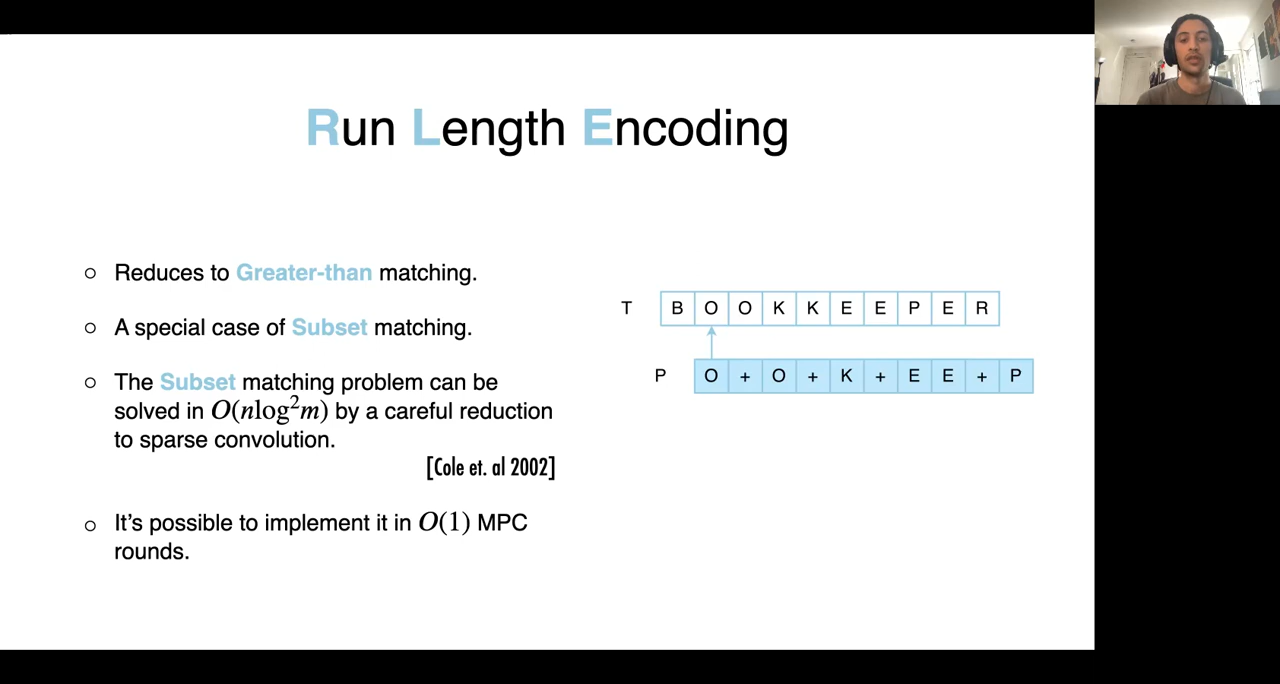 Run Length Encoding
Reduces to Greater-than matching.
A special case of Subset matching.
The Subset matching problem can be
solved in O(nlog²m) by a careful reduction
to sparse convolution.
[Cole et. al 2002]
It's possible to implement it in O(1) MPC
rounds.
T B O O K K E E P E R
P O + O + K + E E + P